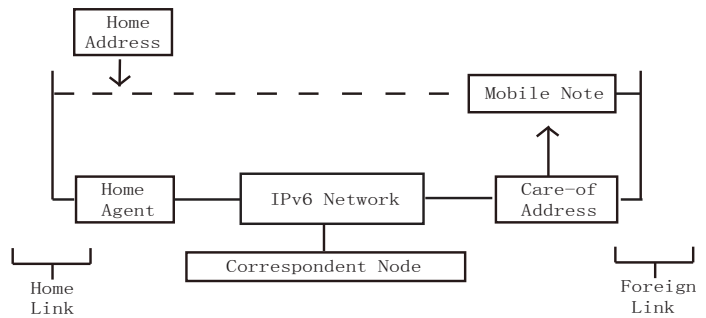 Home
Address
Mobile Note
Home
Agent
IPv6 Network
Care-of
Address
Correspondent Node
Home
Link
Foreign
Link